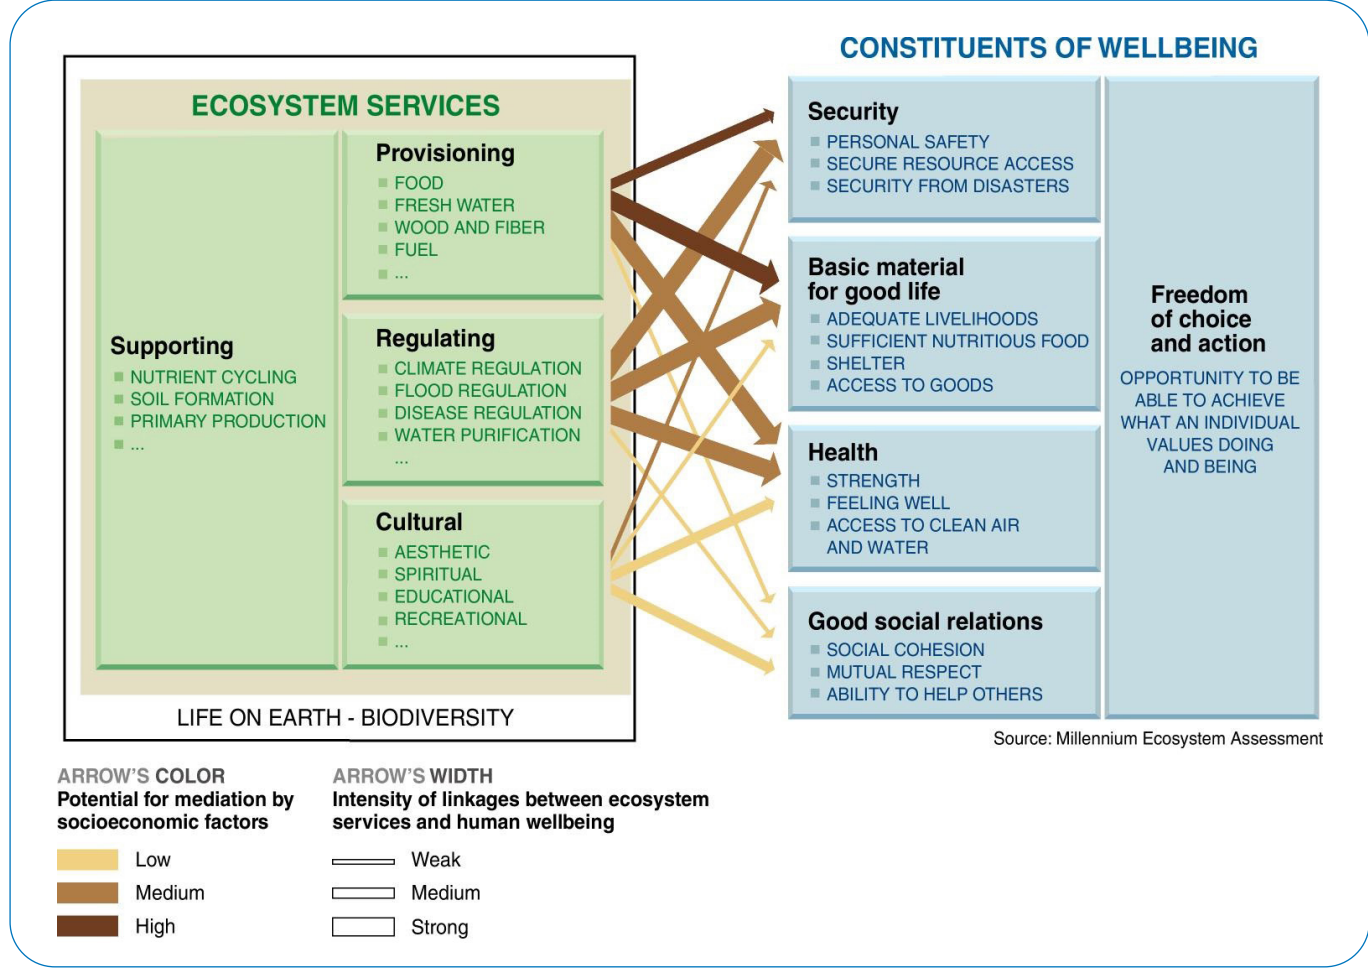 CONSTITUENTS OF WELLBEING
ECOSYSTEM SERVICES
Supporting
NUTRIENT CYCLING
SOIL FORMATION
PRIMARY PRODUCTION
...
Provisioning
FOOD
FRESH WATER
WOOD AND FIBER
FUEL
...
Regulating
CLIMATE REGULATION
FLOOD REGULATION
DISEASE REGULATION
WATER PURIFICATION
...
Cultural
AESTHETIC
SPIRITUAL
EDUCATIONAL
RECREATIONAL
...
LIFE ON EARTH - BIODIVERSITY
Security
PERSONAL SAFETY
SECURE RESOURCE ACCESS
SECURITY FROM DISASTERS
Basic material
for good life
ADEQUATE LIVELIHOODS
SUFFICIENT NUTRITIOUS FOOD
SHELTER
ACCESS TO GOODS
Health
STRENGTH
FEELING WELL
ACCESS TO CLEAN AIR
AND WATER
Good social relations
SOCIAL COHESION
MUTUAL RESPECT
ABILITY TO HELP OTHERS
Freedom
of choice
and action
OPPORTUNITY TO BE
ABLE TO ACHIEVE
WHAT AN INDIVIDUAL
VALUES DOING
AND BEING
Source: Millennium Ecosystem Assessment
ARROW'S COLOR
Potential for mediation by
socioeconomic factors
Low
Medium
High
ARROW'S WIDTH
Intensity of linkages between ecosystem
services and human wellbeing
Weak
Medium
Strong